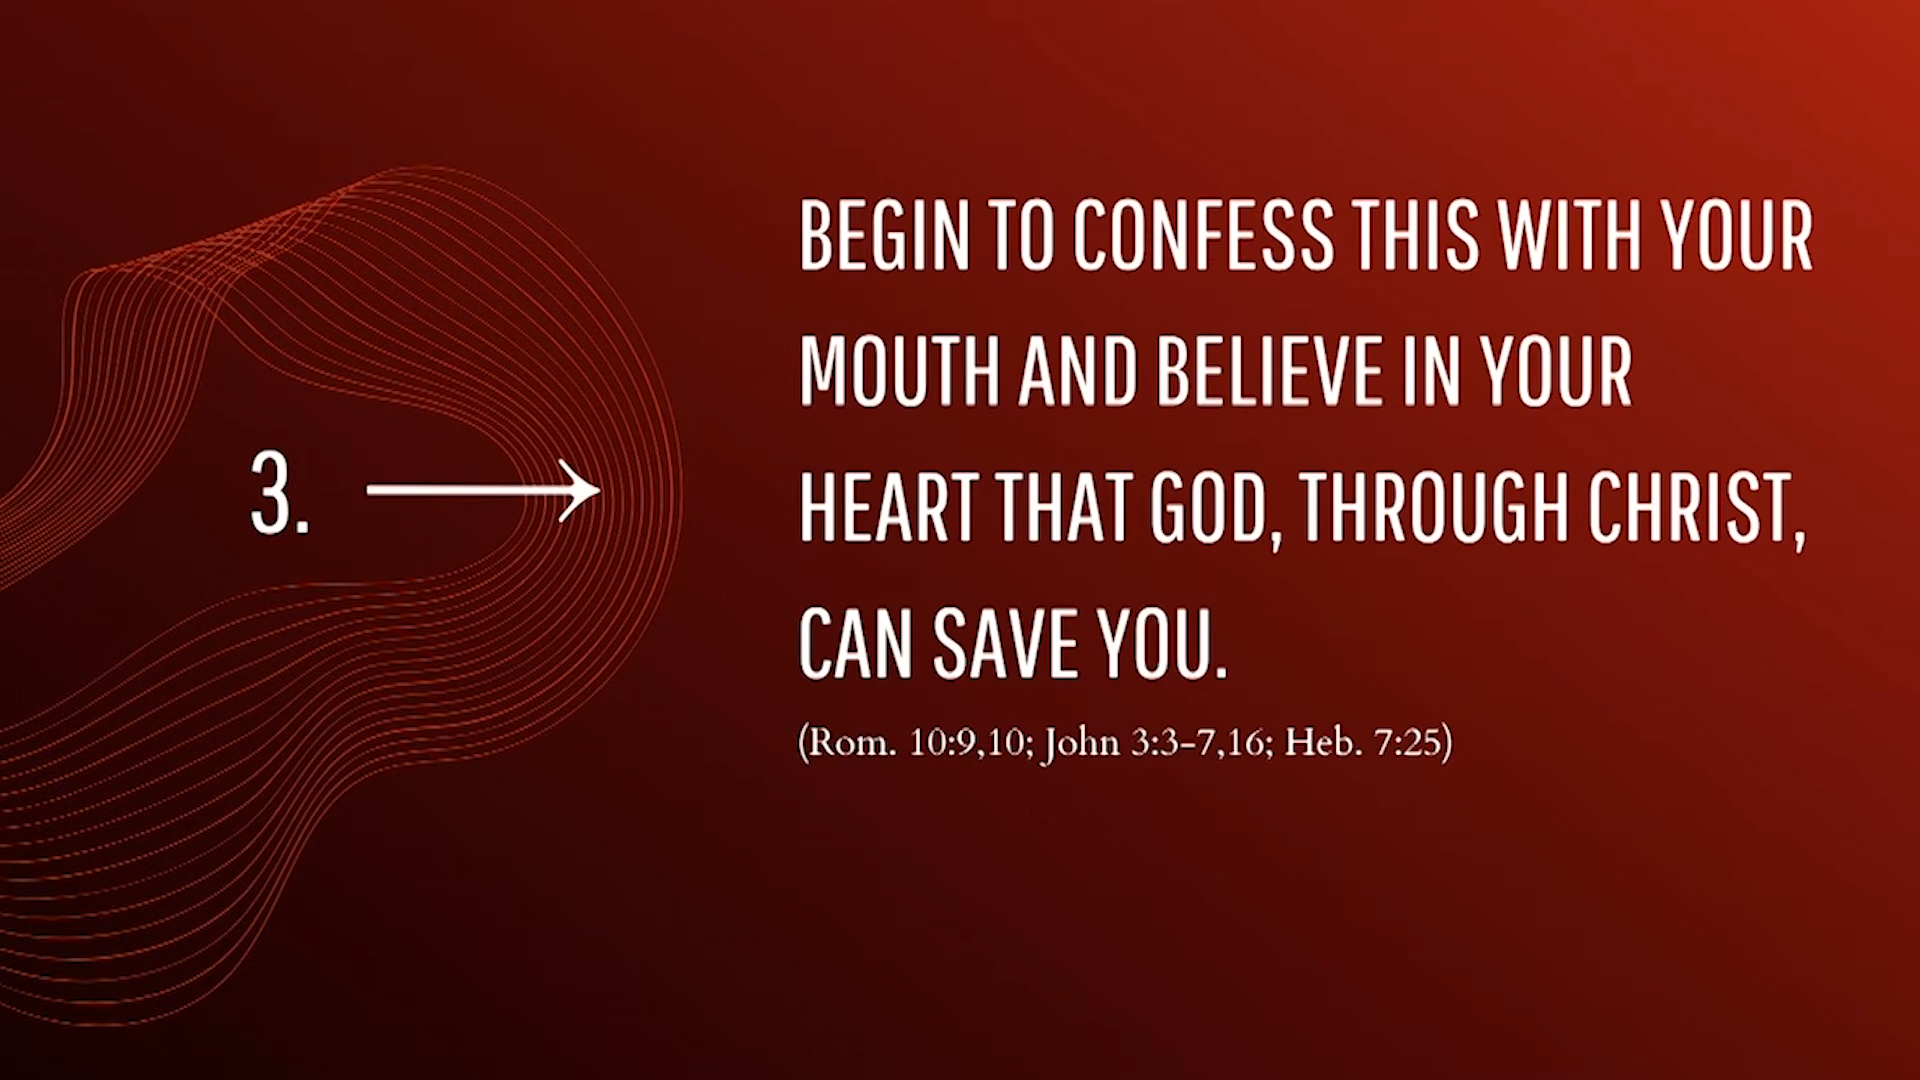 3.
BEGIN TO CONFESS THIS WITH YOUR
MOUTH AND BELIEVE IN YOUR
HEART THAT GOD, THROUGH CHRIST,
CAN SAVE YOU.
(Rom. 10:9,10; John 3:3-7,16; Heb. 7:25)